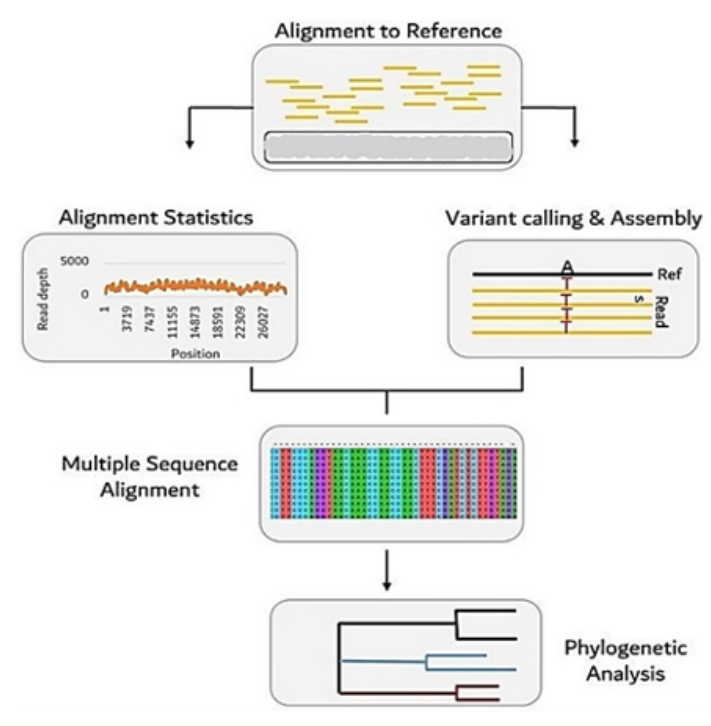 Alignment to Reference
Alignment Statistics
5000
0
Read depth
1
3719
7437
11155
14873
18591
22309
26027
Position
Variant calling & Assembly
A
Ref
T
T
T
T
Read
s
Multiple Sequence
Alignment
Phylogenetic
Analysis